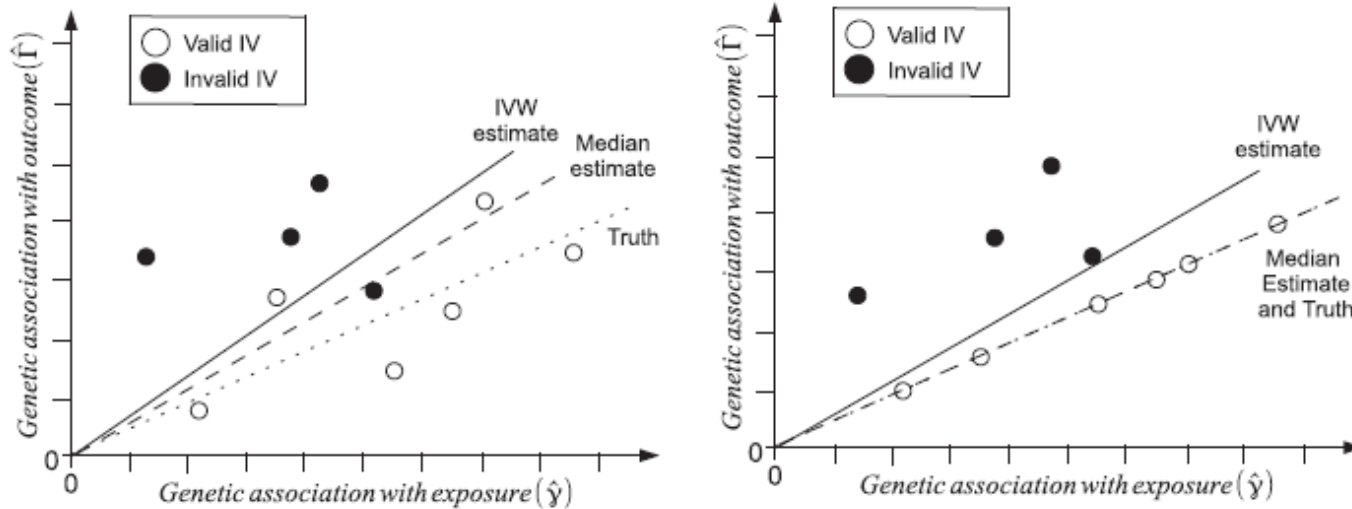 Valid IV
Invalid IV
IVW
estimate
Median
estimate
Truth
Genetic association with outcome (Γ̂)
0
0
Genetic association with exposure (γ̂)
Valid IV
Invalid IV
IVW
estimate
Median
Estimate
and Truth
Genetic association with outcome (Γ̂)
0
0
Genetic association with exposure (γ̂)